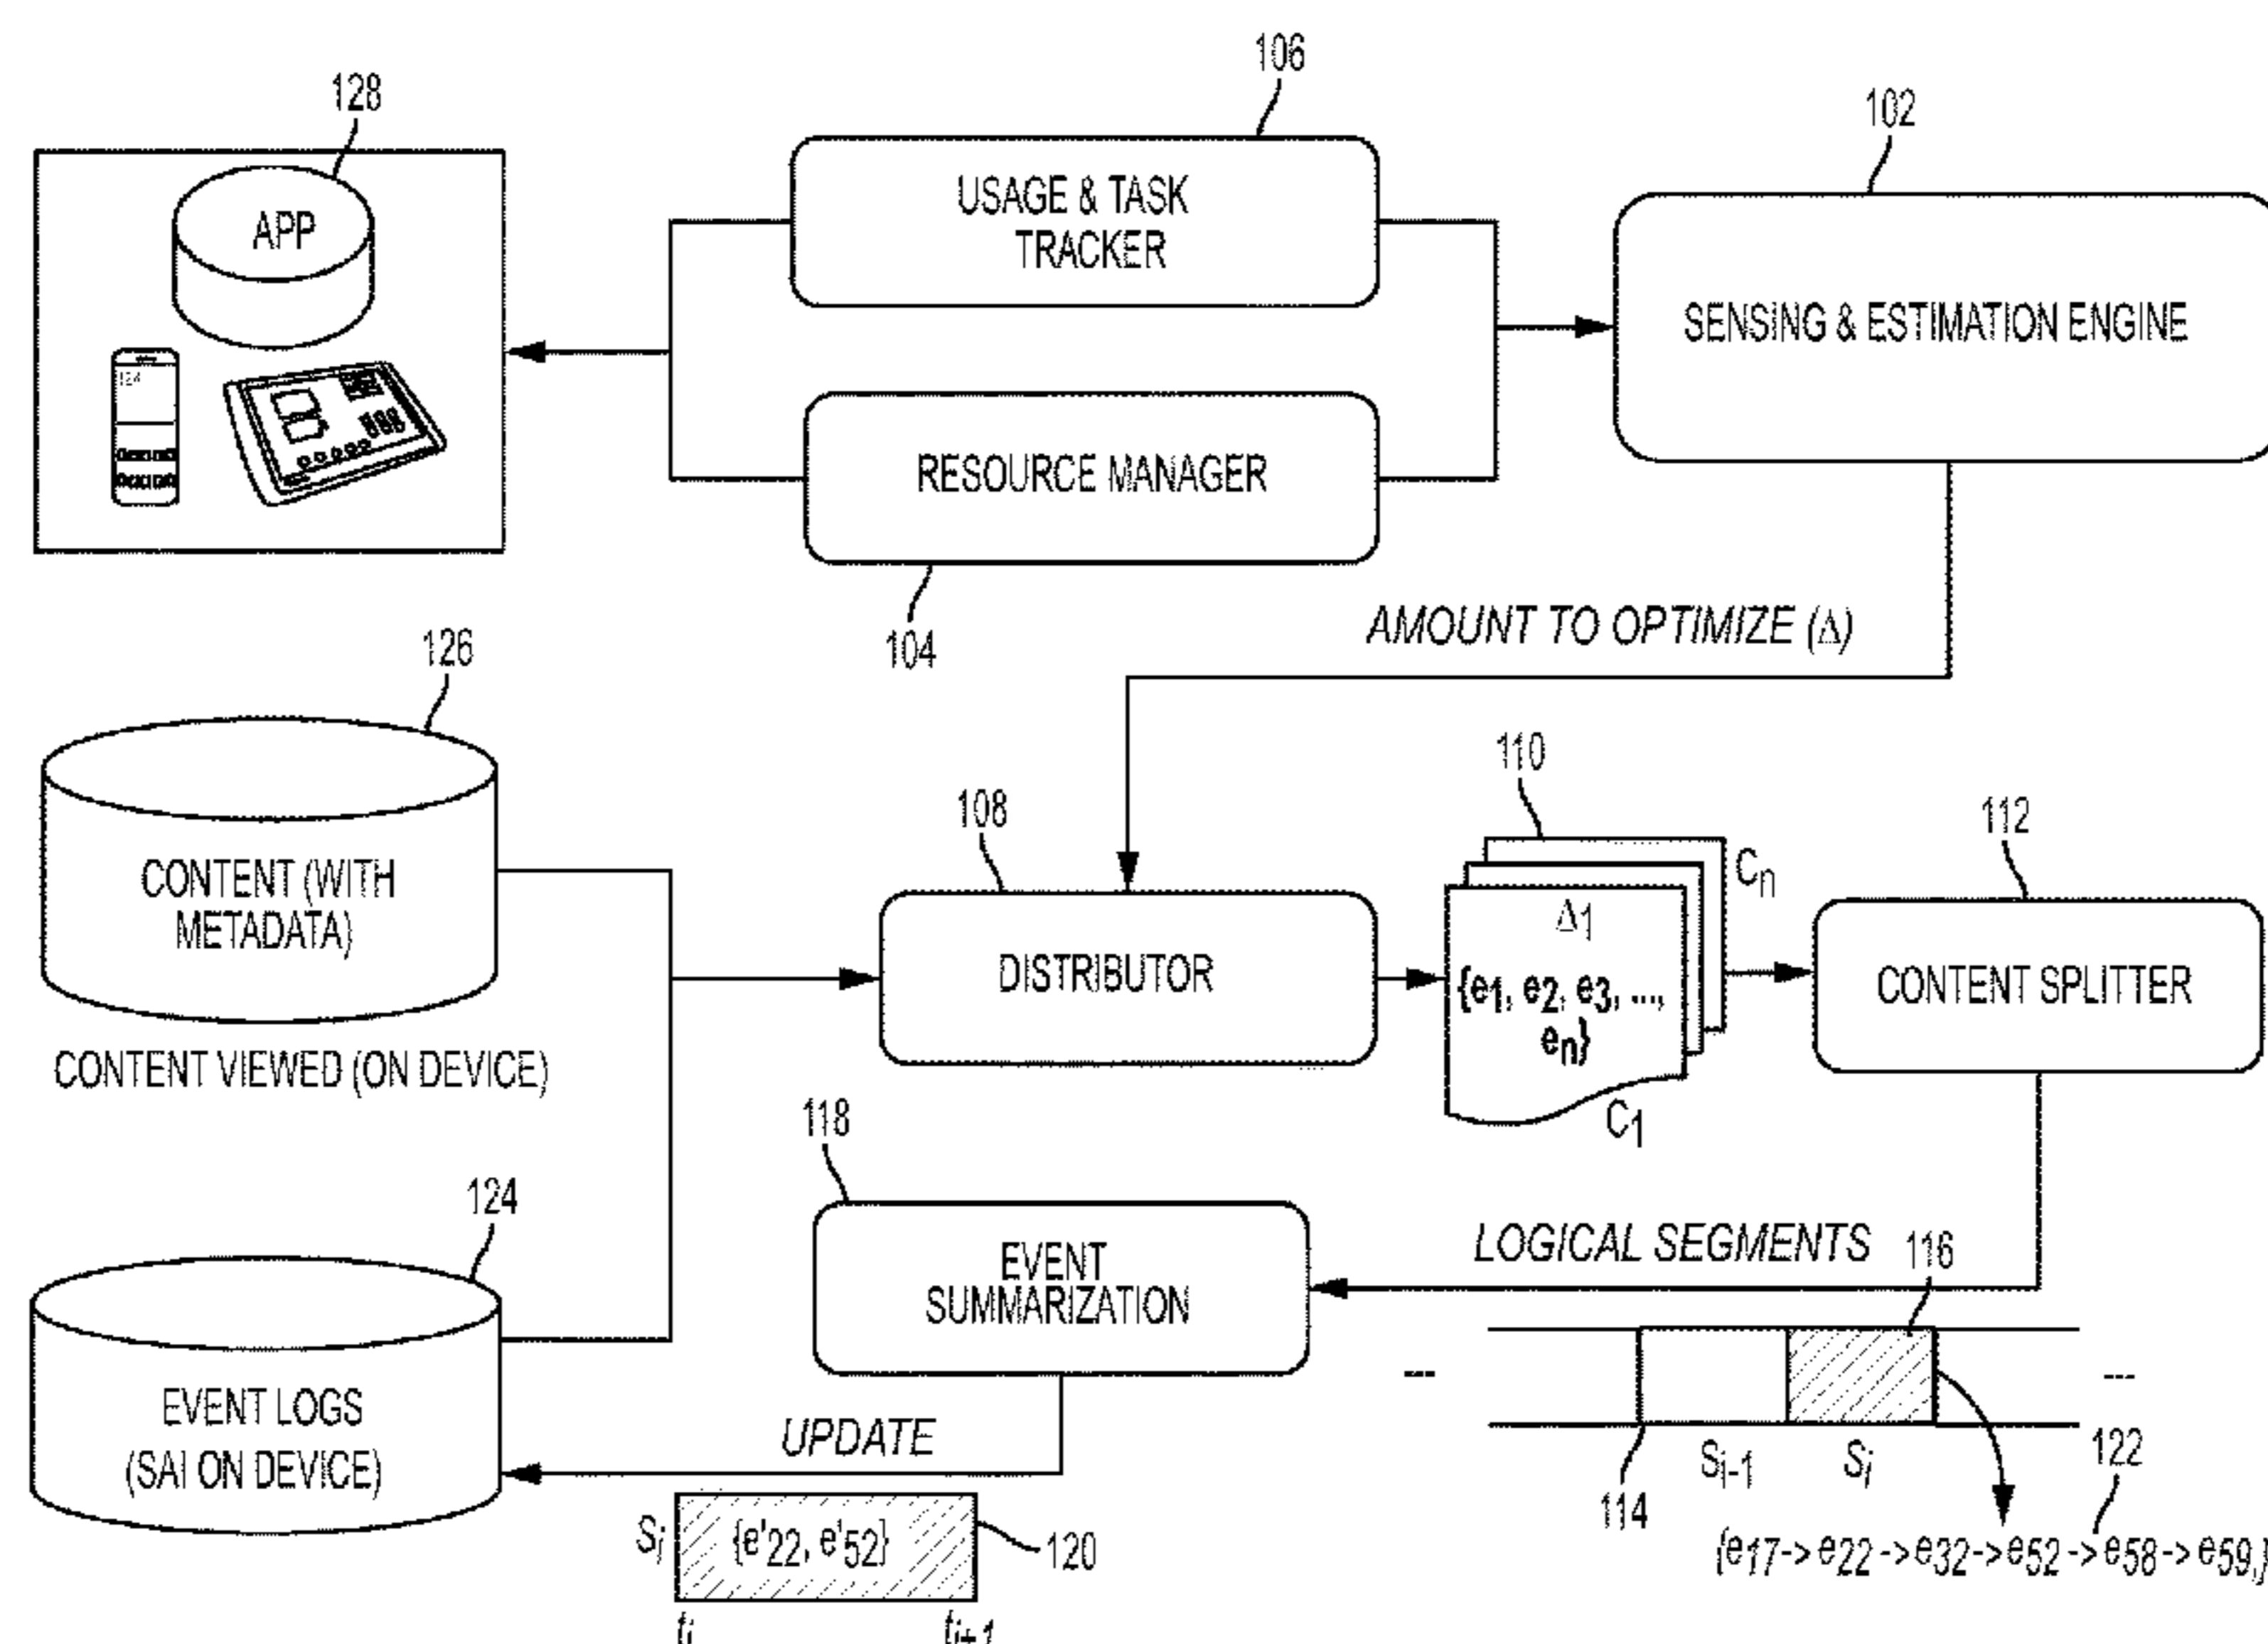 106
128
102
USAGE & TASK
TRACKER
APP
SENSING & ESTIMATION ENGINE
124
RESOURCE MANAGER
104
AMOUNT TO OPTIMIZE (Δ)
126
110
108
112
Cn
CONTENT (WITH
METADATA)
Δ1
DISTRIBUTOR
{e1, e2, e3, ...,
en}
CONTENT SPLITTER
CONTENT VIEWED (ON DEVICE)
C1
118
124
LOGICAL SEGMENTS
116
EVENT
SUMMARIZATION
---
---
EVENT LOGS
(SAI ON DEVICE)
UPDATE
Si-1
Si
122
114
Si
{e'22, e'52}
120
{e17->e22->e32->e52->e58->e59,}
ti
ti+1